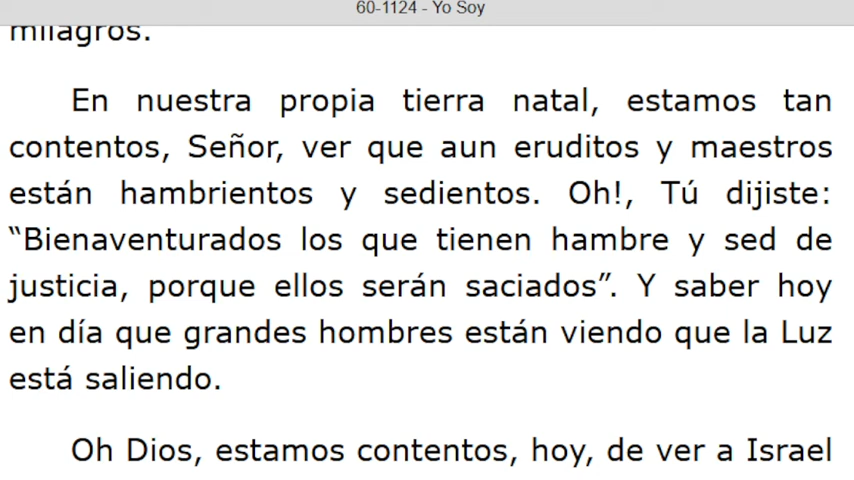 60-1124 - Yo Soy
milagros.
En nuestra propia tierra natal, estamos tan
contentos, Señor, ver que aun eruditos y maestros
están hambrientos y sedientos. Oh!, Tú dijiste:
“Bienaventurados los que tienen hambre y sed de
justicia, porque ellos serán saciados”. Y saber hoy
en día que grandes hombres están viendo que la Luz
está saliendo.
Oh Dios, estamos contentos, hoy, de ver a Israel